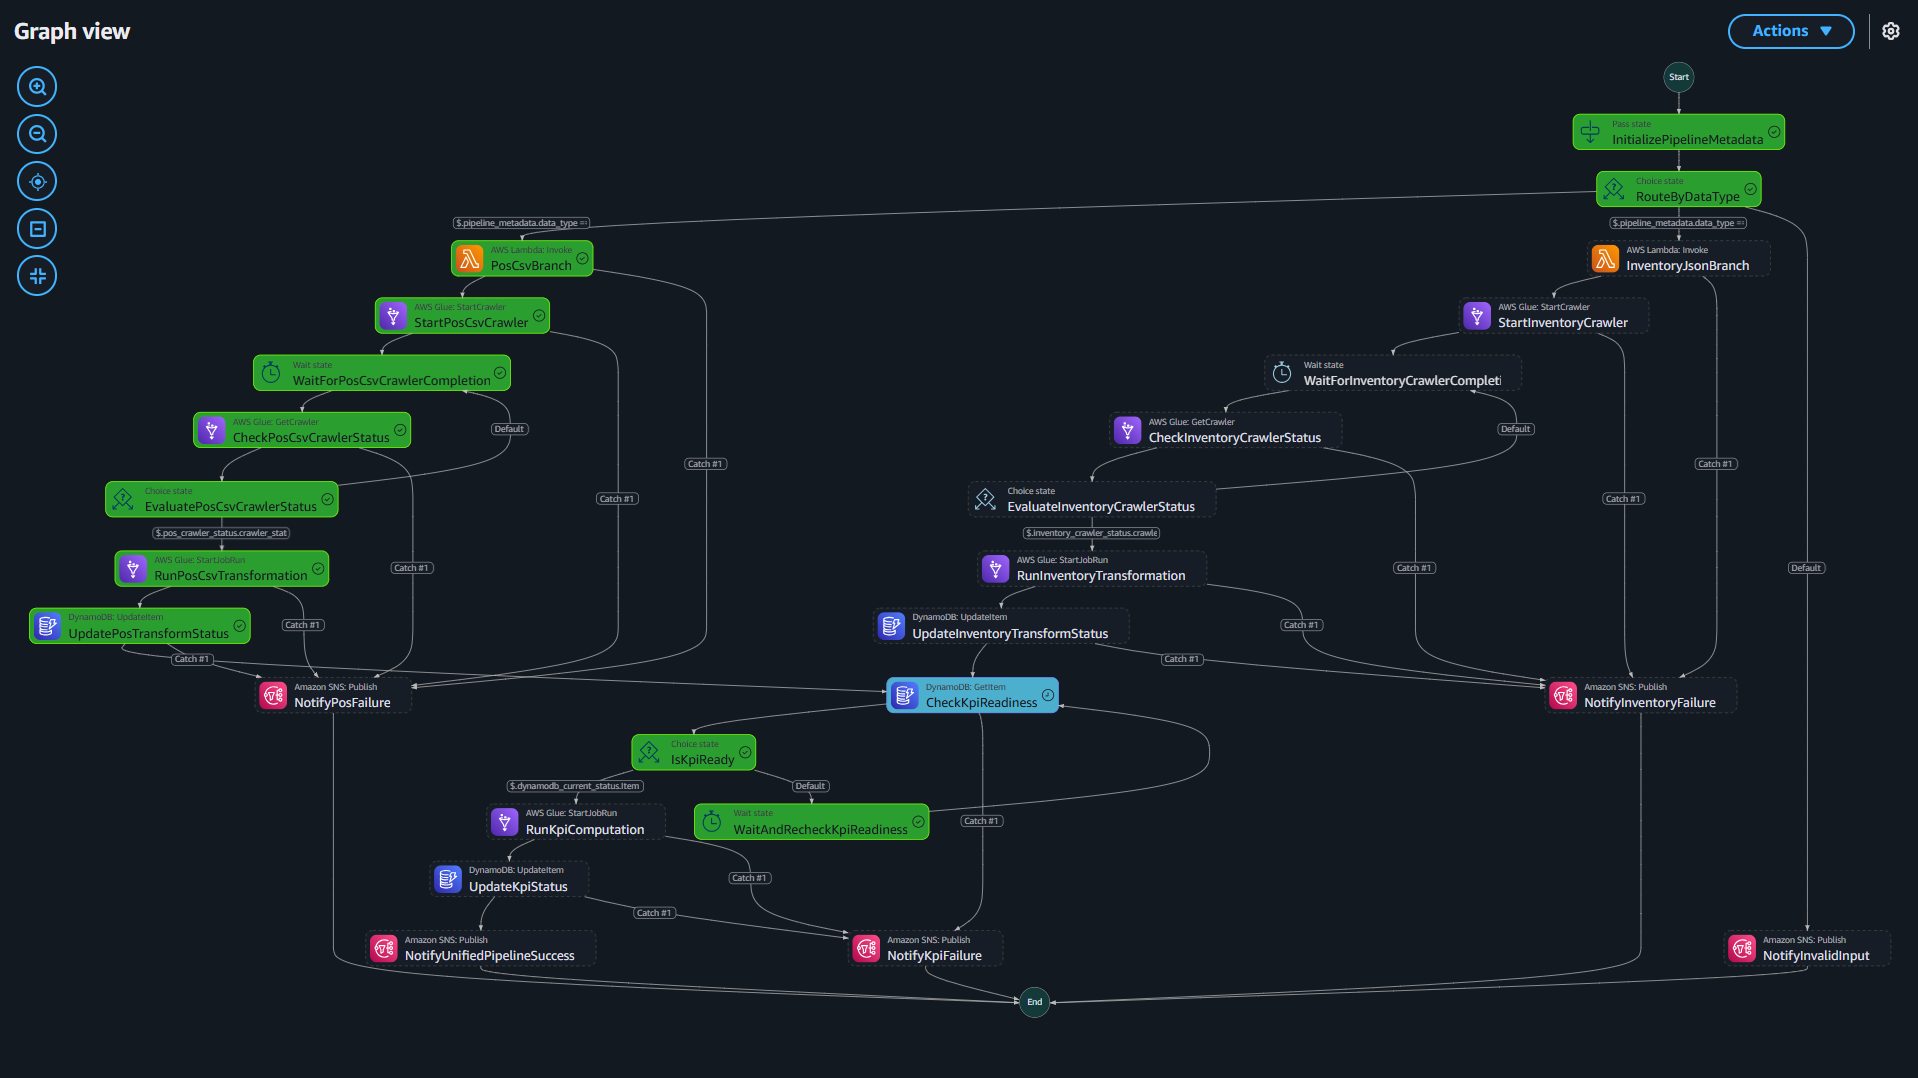 Graph view
Actions
Start
Pass state
InitializePipelineMetadata
Choice state
RouteByDataType
$.pipeline_metadata.data_type ==
$.pipeline_metadata.data_type ==
AWS Lambda: Invoke
PosCsvBranch
AWS Lambda: Invoke
InventoryJsonBranch
AWS Glue: StartCrawler
StartPosCsvCrawler
AWS Glue: StartCrawler
StartInventoryCrawler
Wait state
WaitForPosCsvCrawlerCompletion
Wait state
WaitForInventoryCrawlerCompleti
AWS Glue: GetCrawler
CheckPosCsvCrawlerStatus
Default
AWS Glue: GetCrawler
CheckInventoryCrawlerStatus
Default
Catch #1
Catch #1
Choice state
EvaluatePosCsvCrawlerStatus
Catch #1
Choice state
EvaluateInventoryCrawlerStatus
Catch #1
$.pos_crawler_status.crawler_stat
$.inventory_crawler_status.crawle
AWS Glue: StartJobRun
RunPosCsvTransformation
Catch #1
AWS Glue: StartJobRun
RunInventoryTransformation
Catch #1
Default
DynamoDB: UpdateItem
UpdatePosTransformStatus
Catch #1
DynamoDB: UpdateItem
UpdateInventoryTransformStatus
Catch #1
Catch #1
Catch #1
Amazon SNS: Publish
NotifyPosFailure
DynamoDB: GetItem
CheckKpiReadiness
Amazon SNS: Publish
NotifyInventoryFailure
Choice state
IsKpiReady
$.dynamodb_current_status.Item
Default
AWS Glue: StartJobRun
RunKpiComputation
Wait state
WaitAndRecheckKpiReadiness
Catch #1
DynamoDB: UpdateItem
UpdateKpiStatus
Catch #1
Catch #1
Amazon SNS: Publish
NotifyUnifiedPipelineSuccess
Amazon SNS: Publish
NotifyKpiFailure
Amazon SNS: Publish
NotifyInvalidInput
End